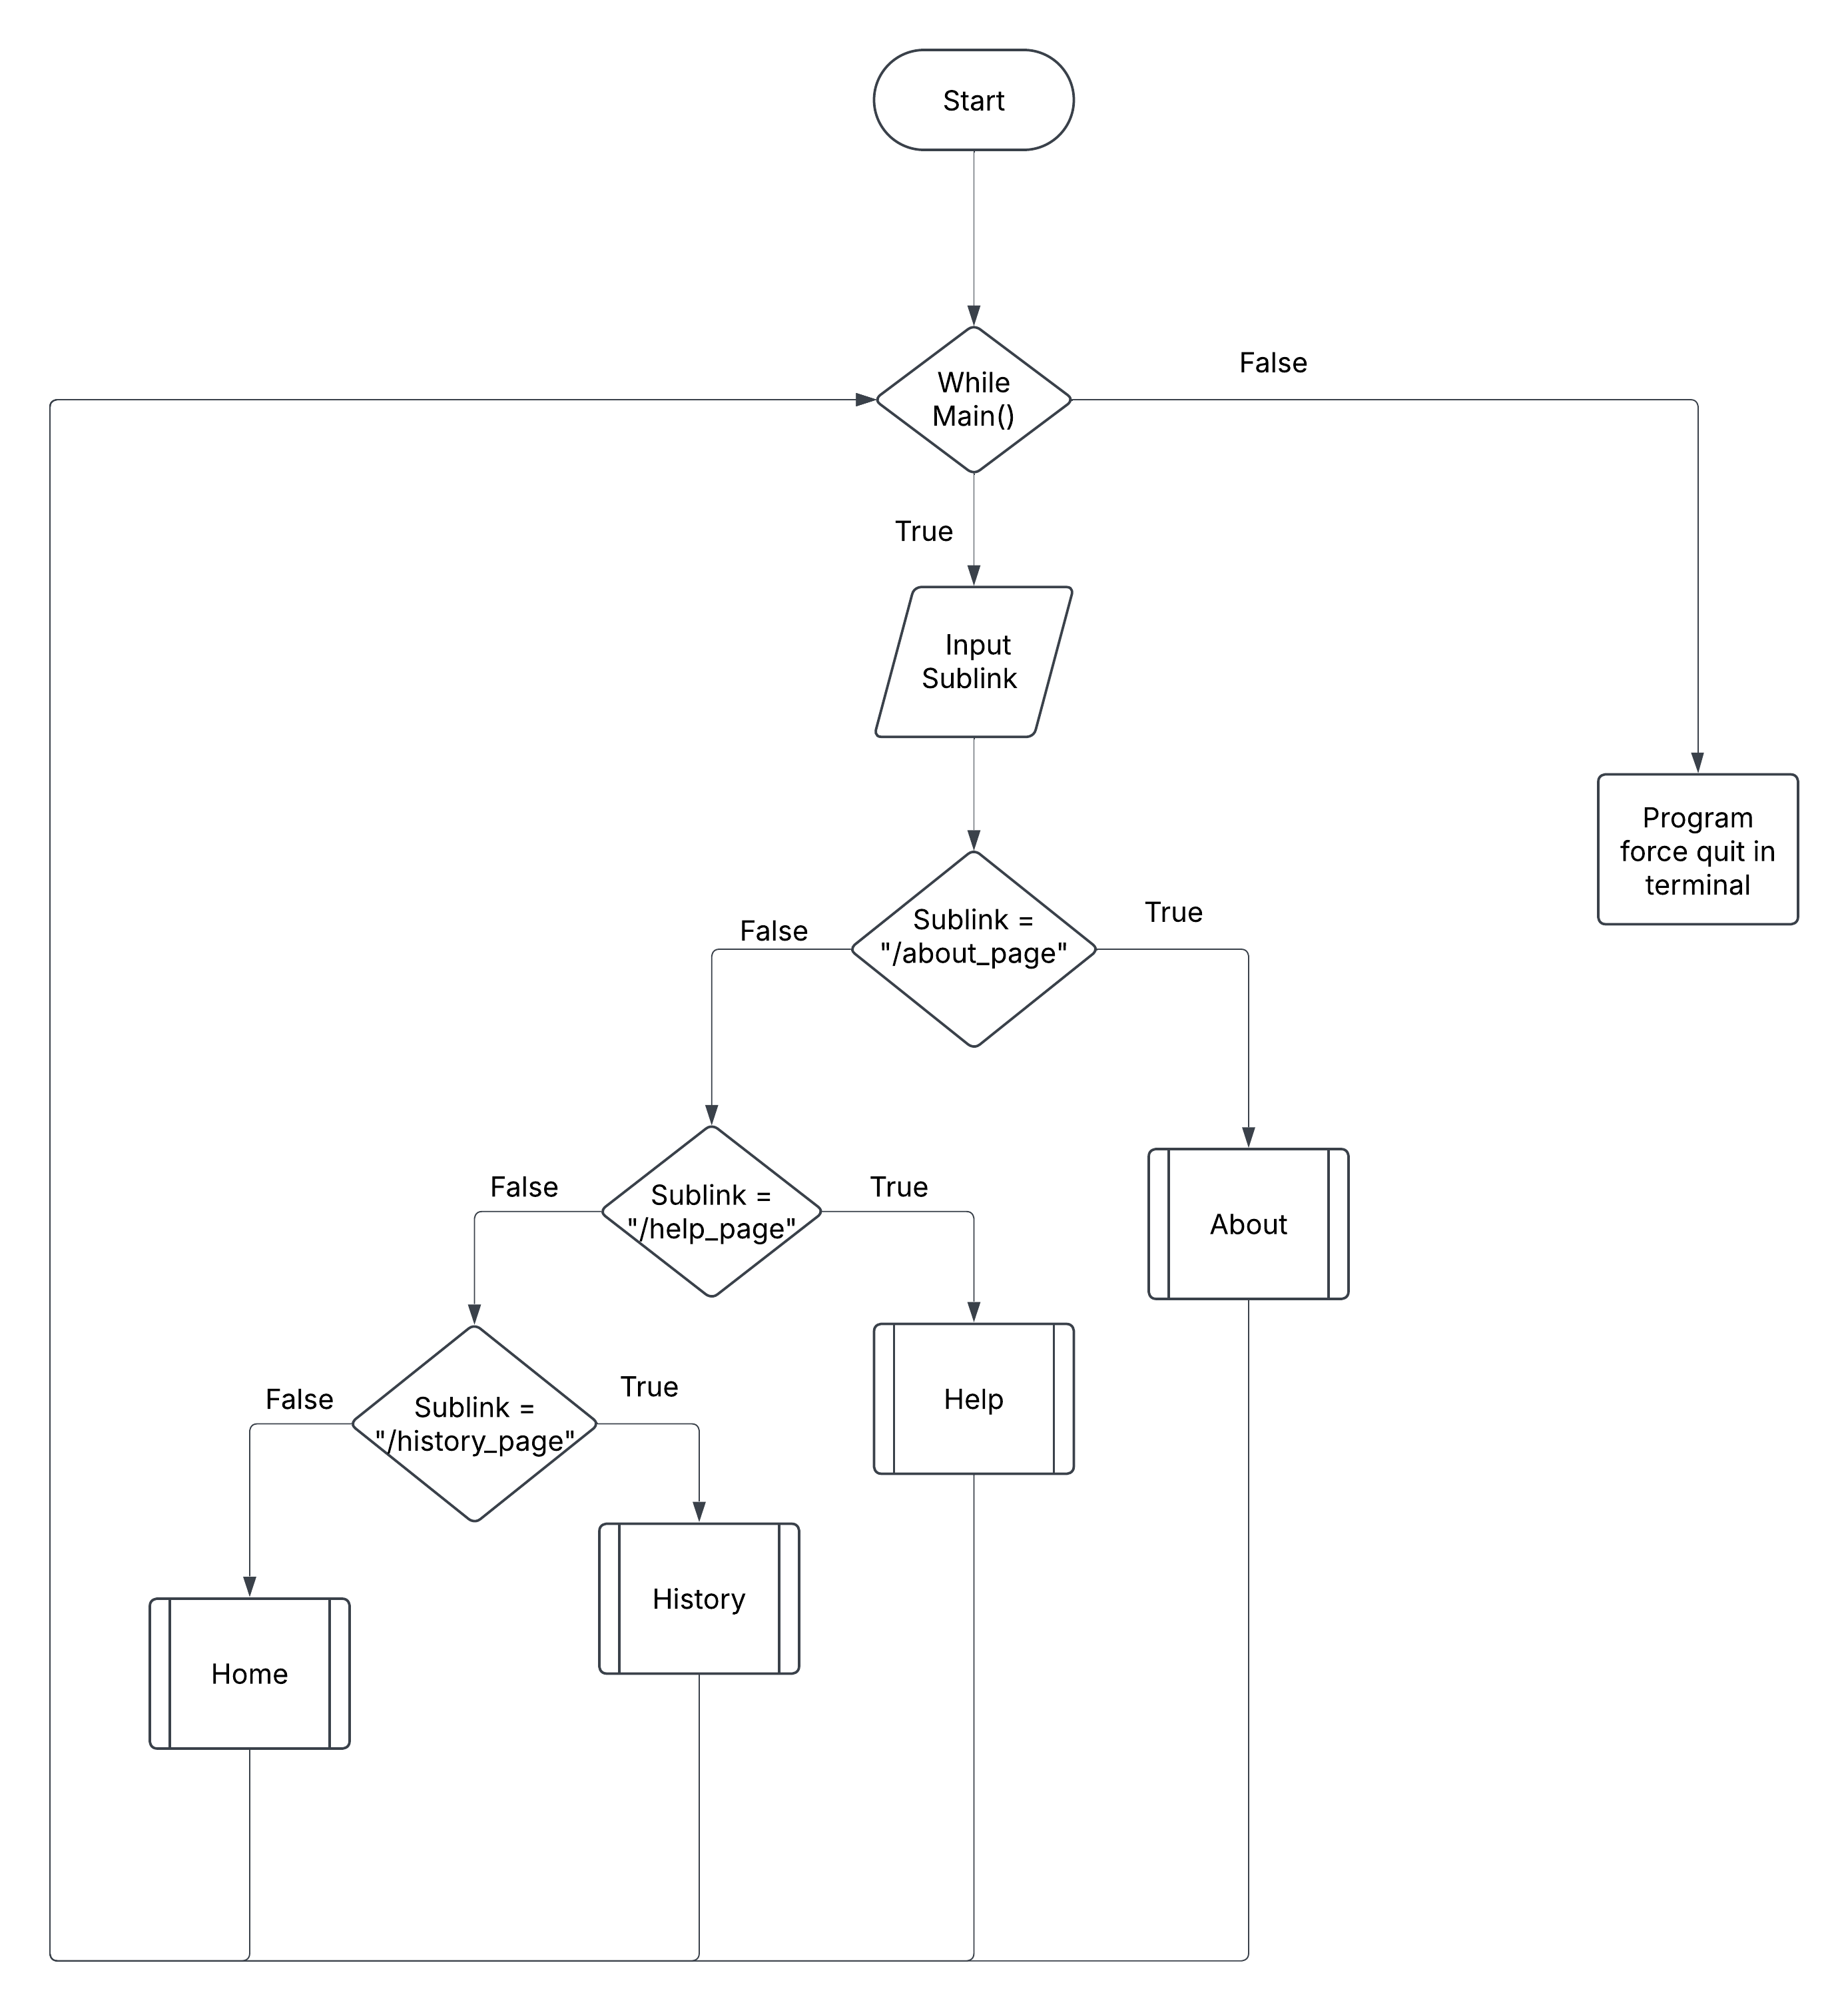 Start
While
Main()
False
True
Input
Sublink
Program
force quit in
terminal
Sublink =
"/about_page"
False
True
Sublink =
"/help_page"
False
True
About
Sublink =
"/history_page"
False
True
Help
History
Home